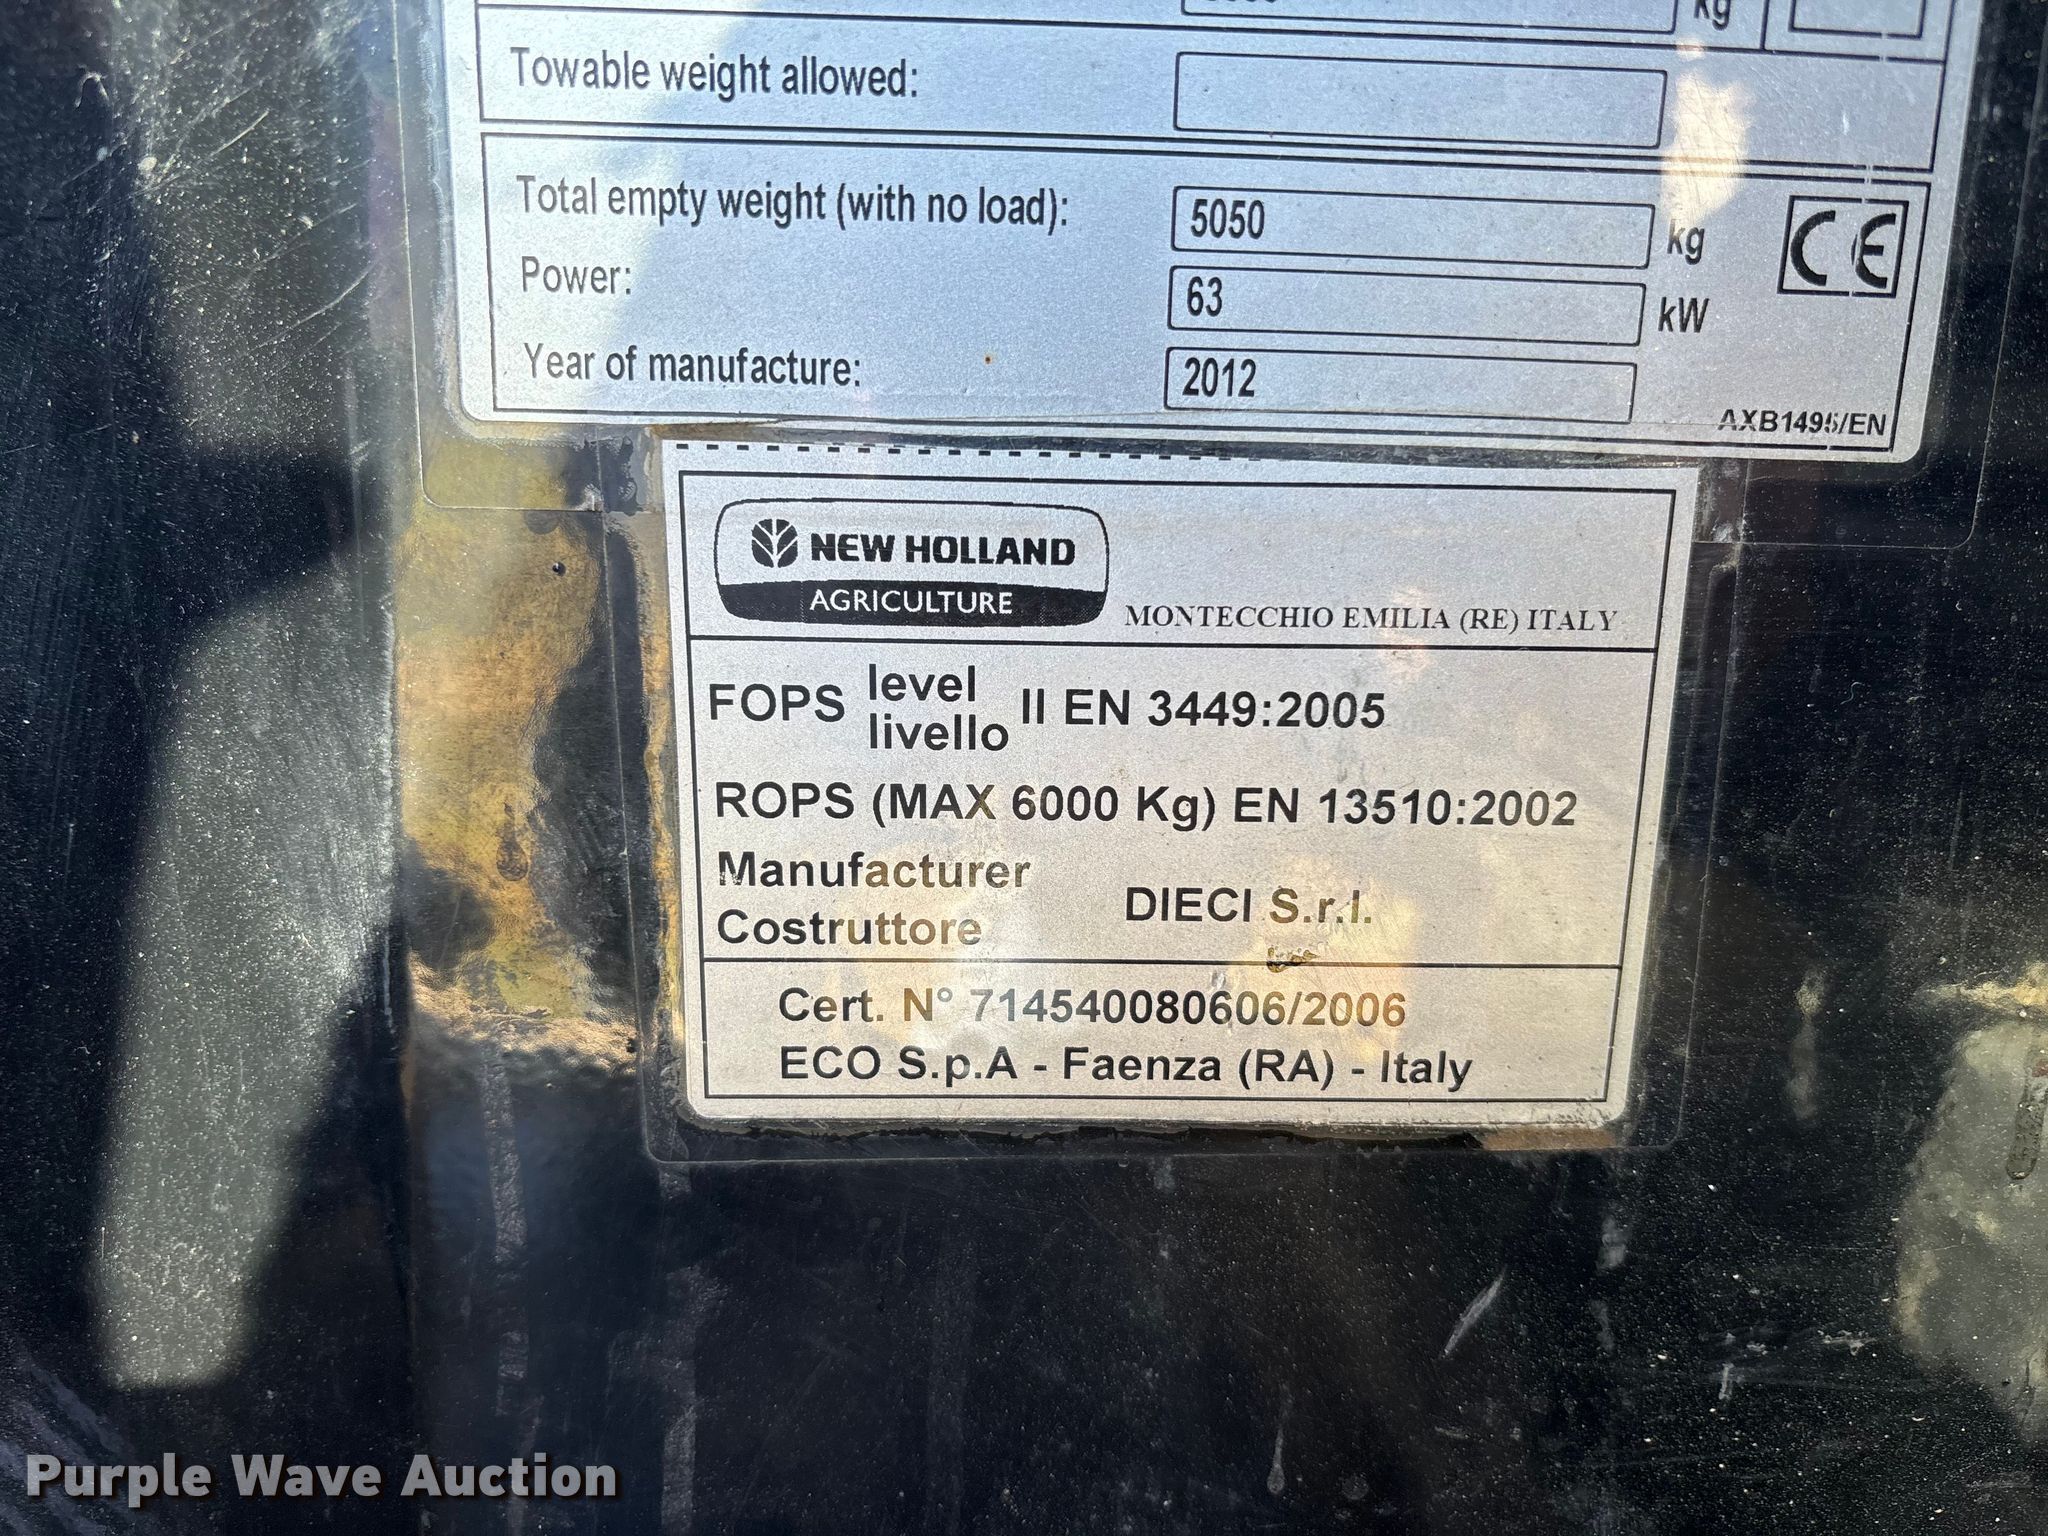 kg
Towable weight allowed:
Total empty weight (with no load): 5050 kg
CE
Power: 63 kW
Year of manufacture: 2012
AXB1495/EN
NEW HOLLAND
AGRICULTURE
MONTECCHIO EMILIA (RE) ITALY
FOPS level livello II EN 3449:2005
ROPS (MAX 6000 Kg) EN 13510:2002
Manufacturer
Costruttore
DIECI S.r.l.
Cert. N° 714540080606/2006
ECO S.p.A - Faenza (RA) - Italy
Purple Wave Auction